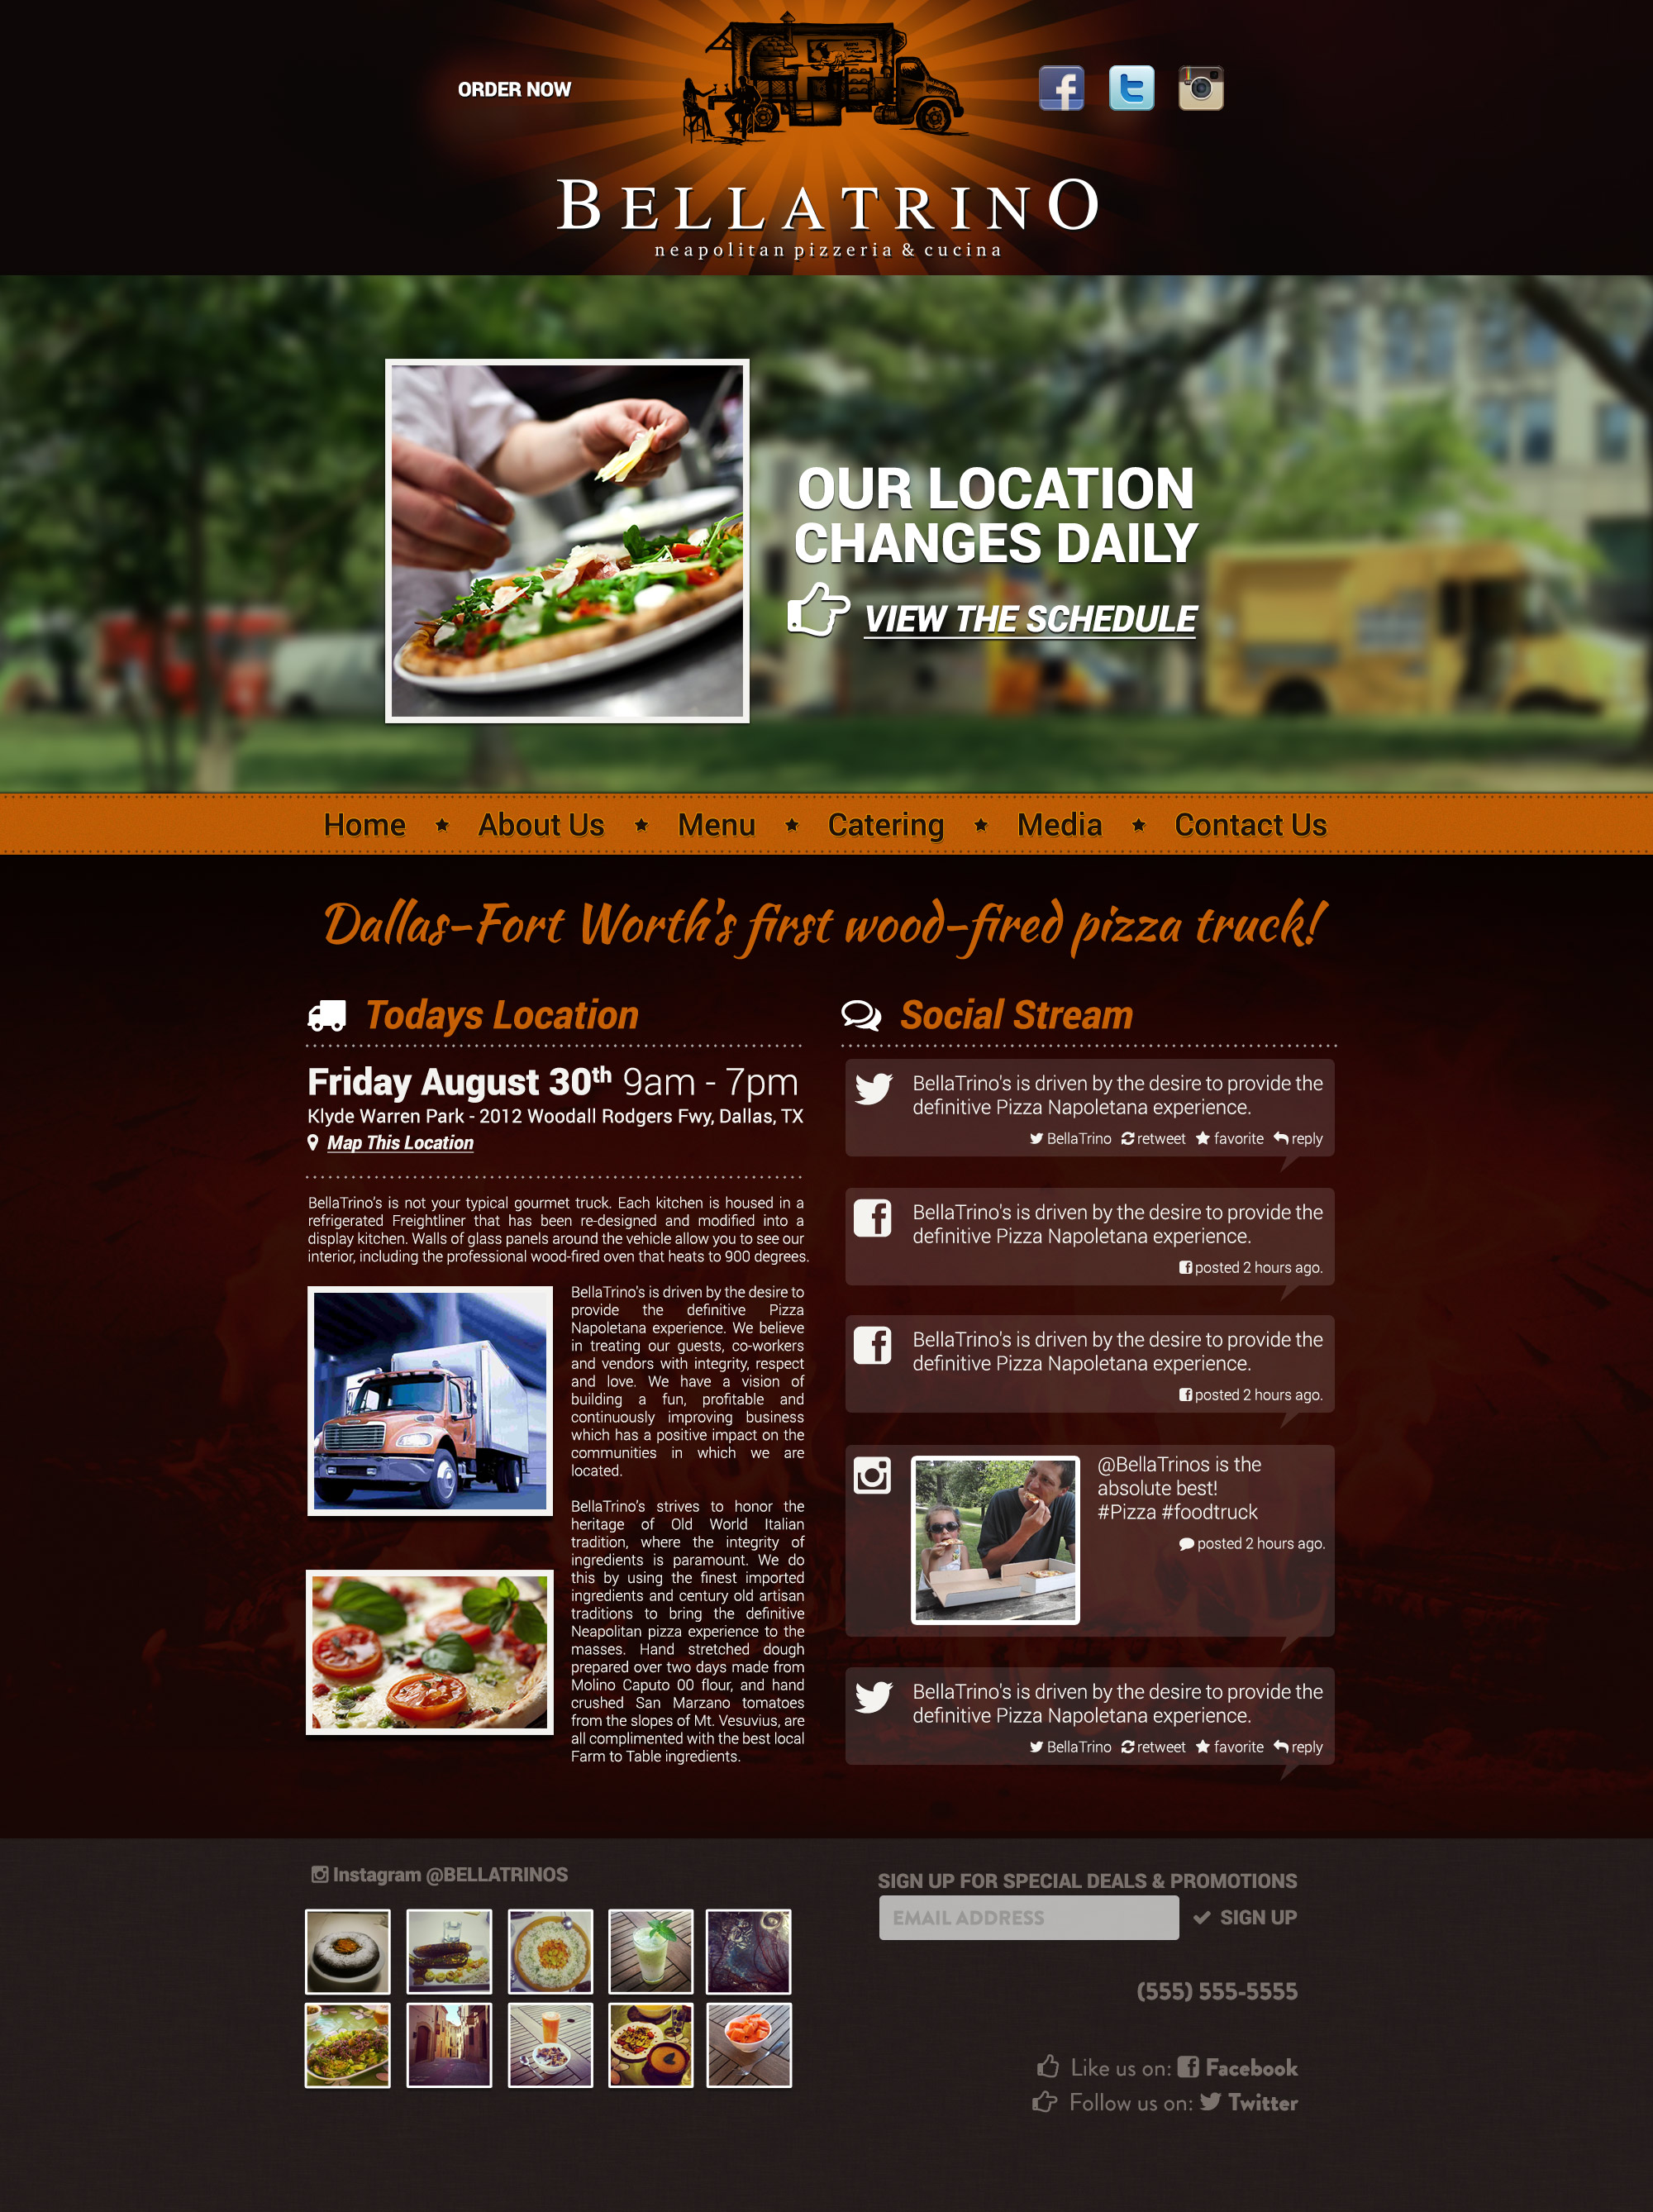 ORDER NOW
BELLATRINO
neapolitan pizzeria & cucina
OUR LOCATION
CHANGES DAILY
VIEW THE SCHEDULE
Home ★ About Us ★ Menu ★ Catering ★ Media ★ Contact Us
Dallas-Fort Worth's first wood-fired pizza truck!
Todays Location
Friday August 30th 9am - 7pm
Klyde Warren Park - 2012 Woodall Rodgers Fwy, Dallas, TX
Map This Location
BellaTrino's is not your typical gourmet truck. Each kitchen is housed in a
refrigerated Freightliner that has been re-designed and modified into a
display kitchen. Walls of glass panels around the vehicle allow you to see our
interior, including the professional wood-fired oven that heats to 900 degrees.
BellaTrino's is driven by the desire to
provide the definitive Pizza
Napoletana experience. We believe
in treating our guests, co-workers
and vendors with integrity, respect
and love. We have a vision of
building a fun, profitable and
continuously improving business
which has a positive impact on the
communities in which we are
located.
BellaTrino's strives to honor the
heritage of Old World Italian
tradition, where the integrity of
ingredients is paramount. We do
this by using the finest imported
ingredients and century old artisan
traditions to bring the definitive
Neapolitan pizza experience to the
masses. Hand stretched dough
prepared over two days made from
Molino Caputo 00 flour, and hand
crushed San Marzano tomatoes
from the slopes of Mt. Vesuvius, are
all complimented with the best local
Farm to Table ingredients.
Social Stream
BellaTrino's is driven by the desire to provide the
definitive Pizza Napoletana experience.
BellaTrino retweet favorite reply
BellaTrino's is driven by the desire to provide the
definitive Pizza Napoletana experience.
posted 2 hours ago.
BellaTrino's is driven by the desire to provide the
definitive Pizza Napoletana experience.
posted 2 hours ago.
@BellaTrinos is the
absolute best!
#Pizza #foodtruck
posted 2 hours ago.
BellaTrino's is driven by the desire to provide the
definitive Pizza Napoletana experience.
BellaTrino retweet favorite reply
Instagram @BELLATRINOS
SIGN UP FOR SPECIAL DEALS & PROMOTIONS
EMAIL ADDRESS
SIGN UP
(555) 555-5555
Like us on: Facebook
Follow us on: Twitter